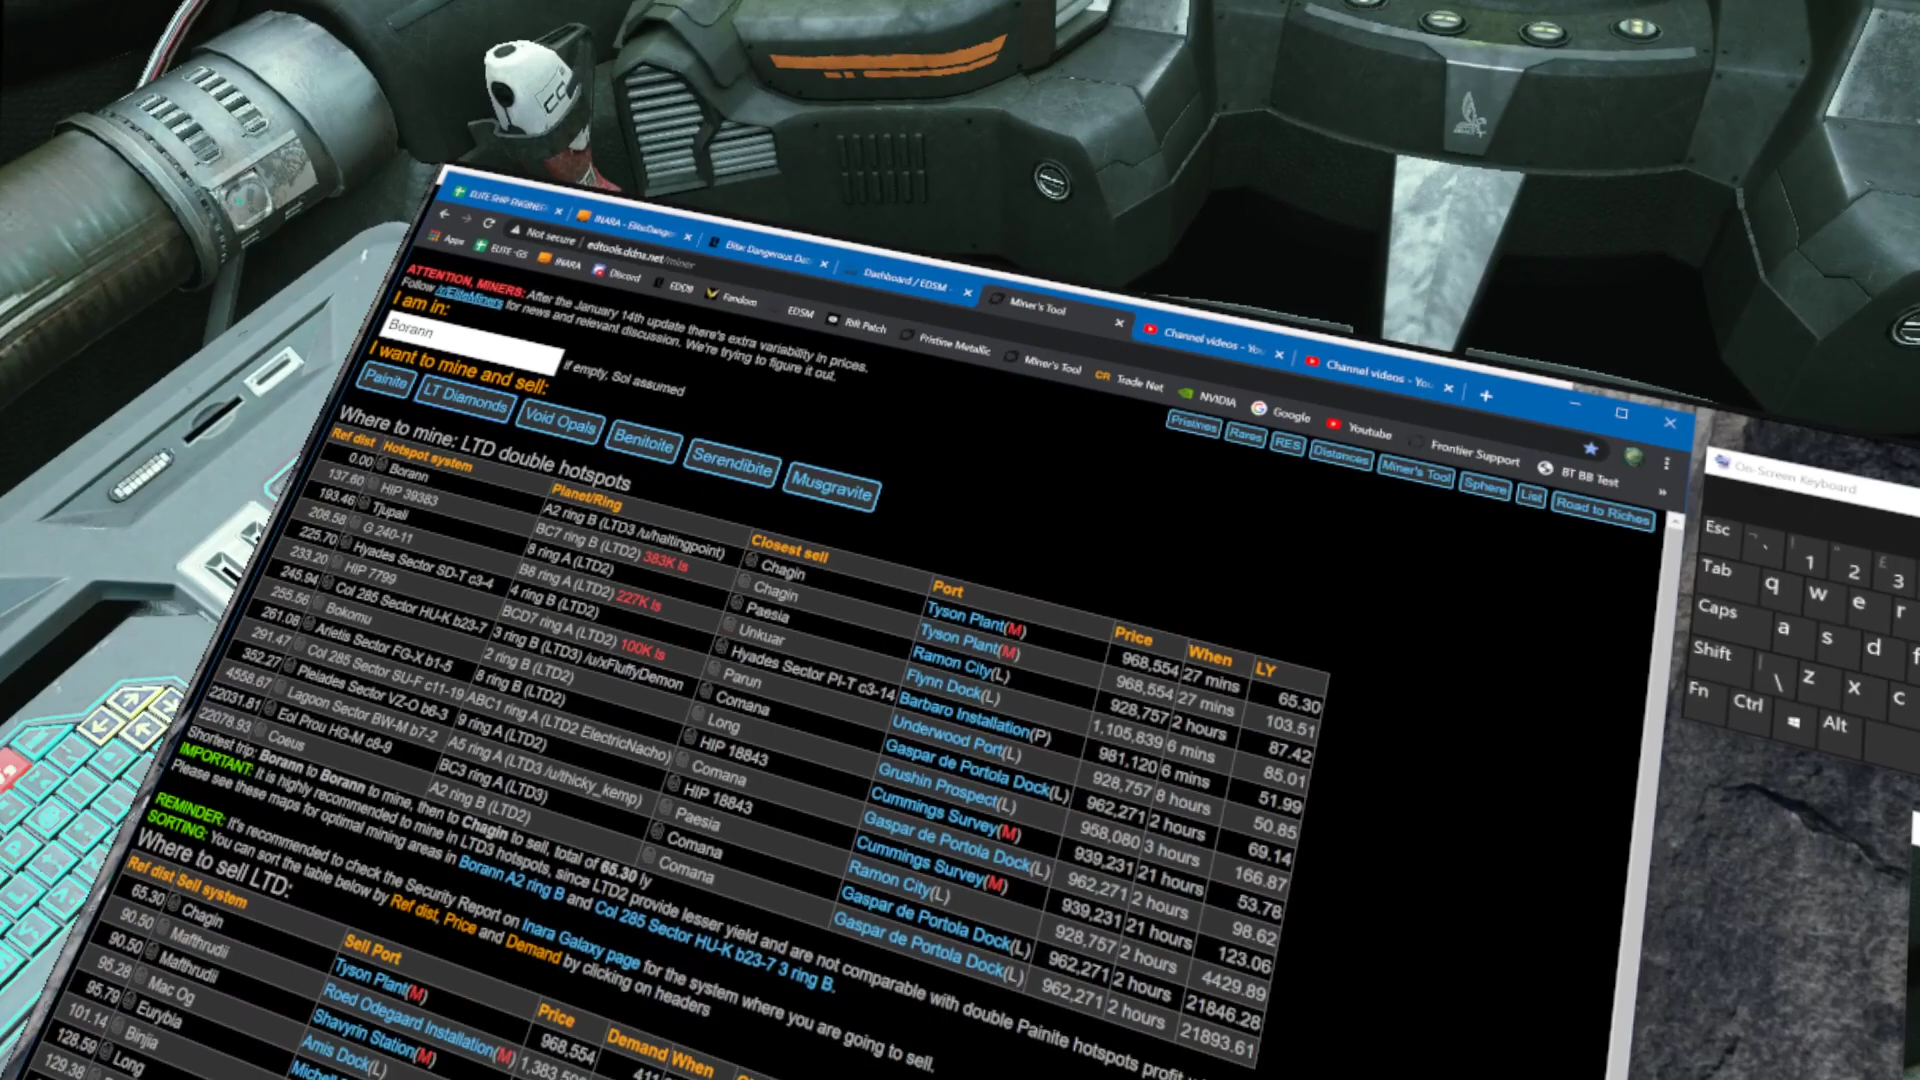 ELITE SHIP ENGINEE
INARA - Elite:Dange
Elite: Dangerous Da
Dashboard / EDSM -
Miner's Tool
Channel videos - You
Channel videos - You
Not secure | edtools.ddns.net/miner
Apps
ELITE -GS
INARA
Discord
EDDB
Fandom
EDSM
Rift Patch
Pristine Metallic
Miner's Tool
Trade Net
NVIDIA
Google
Youtube
Frontier Support
BT BB Test
ATTENTION, MINERS: After the January 14th update there's extra variability in prices.
Follow /r/EliteMiners for news and relevant discussion. We're trying to figure it out.
I am in:
Borann
if empty, Sol assumed
I want to mine and sell:
Painite LT Diamonds Void Opals Benitoite Serendibite Musgravite
Pristines Rares RES Distances Miner's Tool Sphere List Road to Riches
Where to mine: LTD double hotspots
Ref dist Hotspot system Planet/Ring Closest sell Port Price When LY
0.00 Borann A2 ring B (LTD3 /u/haltingpoint) Chagin Tyson Plant(M) 968,554 27 mins 65.30
137.60 HIP 39383 BC7 ring B (LTD2) 383K ls Chagin Tyson Plant(M) 968,554 27 mins 103.51
193.46 Tjupali 8 ring A (LTD2) Paesia Ramon City(L) 928,757 2 hours 87.42
208.58 G 240-11 B8 ring A (LTD2) 227K ls Unkuar Flynn Dock(L) 1,105,839 6 mins 85.01
225.70 Hyades Sector SD-T c3-4 4 ring B (LTD2) Hyades Sector PI-T c3-14 Barbaro Installation(P) 981,120 6 mins 51.99
233.20 HIP 7799 BCD7 ring A (LTD2) 100K ls Parun Underwood Port(L) 928,757 8 hours 50.85
245.94 Col 285 Sector HU-K b23-7 3 ring B (LTD3) /u/xFluffyDemon Comana Gaspar de Portola Dock(L) 962,271 2 hours 69.14
255.56 Bokomu 2 ring B (LTD2) Long Grushin Prospect(L) 958,080 3 hours 166.87
261.08 Arietis Sector FG-X b1-5 8 ring B (LTD2) HIP 18843 Cummings Survey(M) 939,231 21 hours 53.78
291.47 Col 285 Sector SU-F c11-19 ABC1 ring A (LTD2 ElectricNacho) Comana Gaspar de Portola Dock(L) 962,271 2 hours 98.62
352.27 Pleiades Sector VZ-O b6-3 9 ring A (LTD2) HIP 18843 Cummings Survey(M) 939,231 21 hours 123.06
4558.67 Lagoon Sector BW-M b7-2 A5 ring A (LTD3 /u/thicky_kemp) Paesia Ramon City(L) 928,757 2 hours 4429.89
22031.81 Eol Prou HG-M c8-9 BC3 ring A (LTD3) Comana Gaspar de Portola Dock(L) 962,271 2 hours 21846.28
22078.93 Coeus A2 ring B (LTD2) Comana Gaspar de Portola Dock(L) 962,271 2 hours 21893.61
Shortest trip: Borann to Borann to mine, then to Chagin to sell, total of 65.30 ly
IMPORTANT: It is highly recommended to mine in LTD3 hotspots, since LTD2 provide lesser yield and are not comparable with double Painite hotspots profit
Please see these maps for optimal mining areas in Borann A2 ring B and Col 285 Sector HU-K b23-7 3 ring B.
REMINDER: It's recommended to check the Security Report on Inara Galaxy page for the system where you are going to sell.
SORTING: You can sort the table below by Ref dist, Price and Demand by clicking on headers
Where to sell LTD:
Ref dist Sell system Sell Port Price Demand When
65.30 Chagin Tyson Plant(M) 968,554
90.50 Mafthrudii Roed Odegaard Installation(M)
90.50 Mafthrudii Shavyrin Station(M)
95.28 Mac Og Amis Dock(L)
95.79 Eurybia
101.14 Binjia
128.59 Long
129.38
On-Screen Keyboard
Esc 1 2 3
Tab q w e r
Caps a s d f
Shift \ z x c
Fn Ctrl Alt